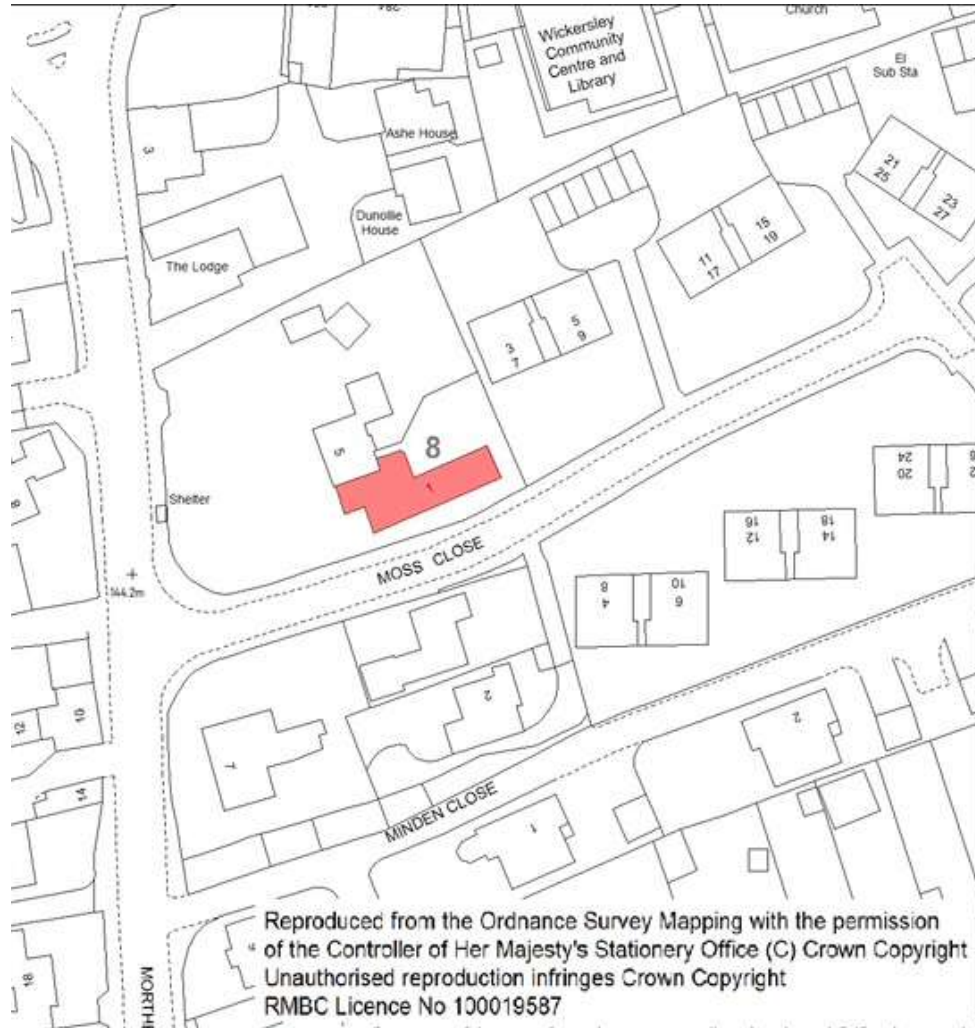 Church
Wickersley
Community
Centre and
Library
El
Sub Sta
Ashe House
3
21
25
23
27
Dunollie
House
15
19
The Lodge
11
17
5
6
3
4
8
5
1
Shelter
24
20
MOSS CLOSE
16
12
18
14
144.2m
8
4
10
6
2
7
2
12
10
14
MINDEN CLOSE
1
18
MORTHE
Reproduced from the Ordnance Survey Mapping with the permission
of the Controller of Her Majesty's Stationery Office (C) Crown Copyright
Unauthorised reproduction infringes Crown Copyright
RMBC Licence No 100019587